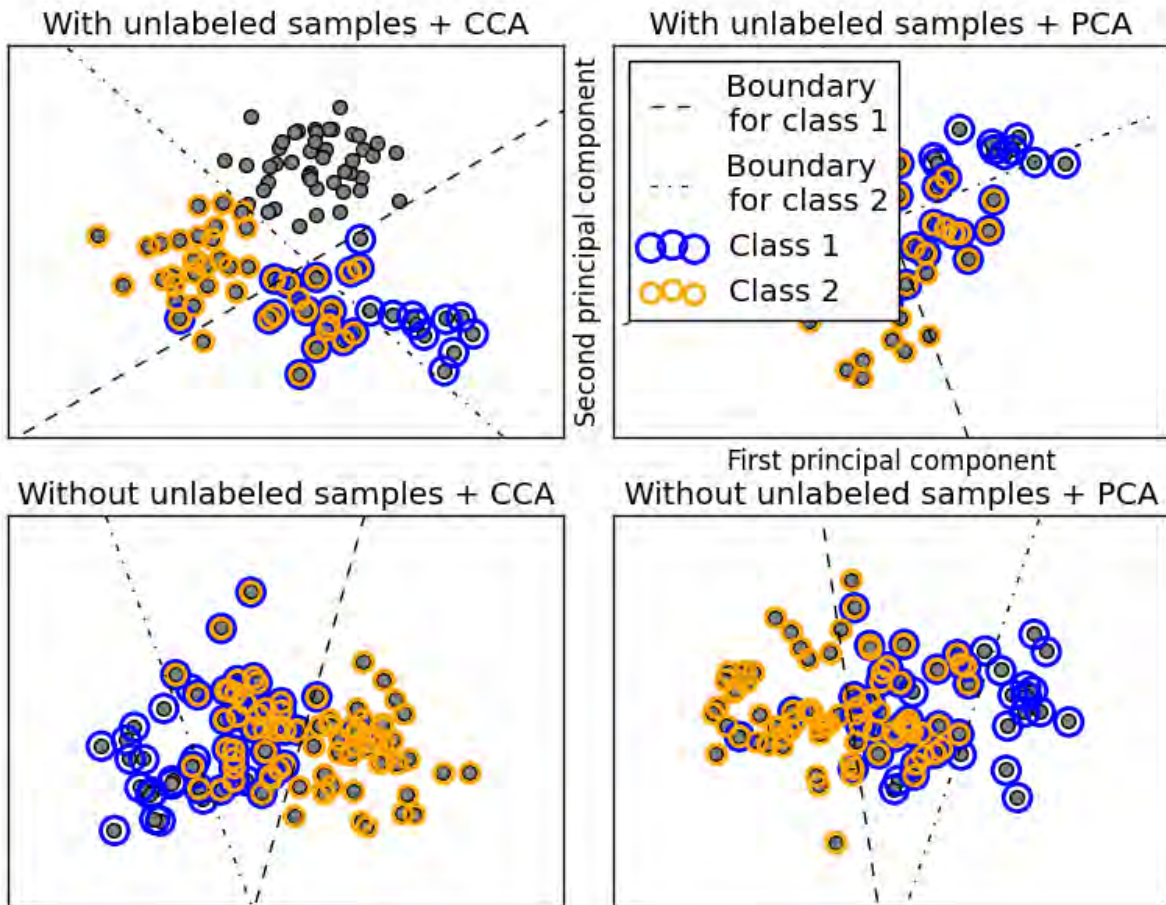 With unlabeled samples + CCA
With unlabeled samples + PCA
Second principal component
Boundary
for class 1
Boundary
for class 2
Class 1
Class 2
First principal component
Without unlabeled samples + CCA
Without unlabeled samples + PCA